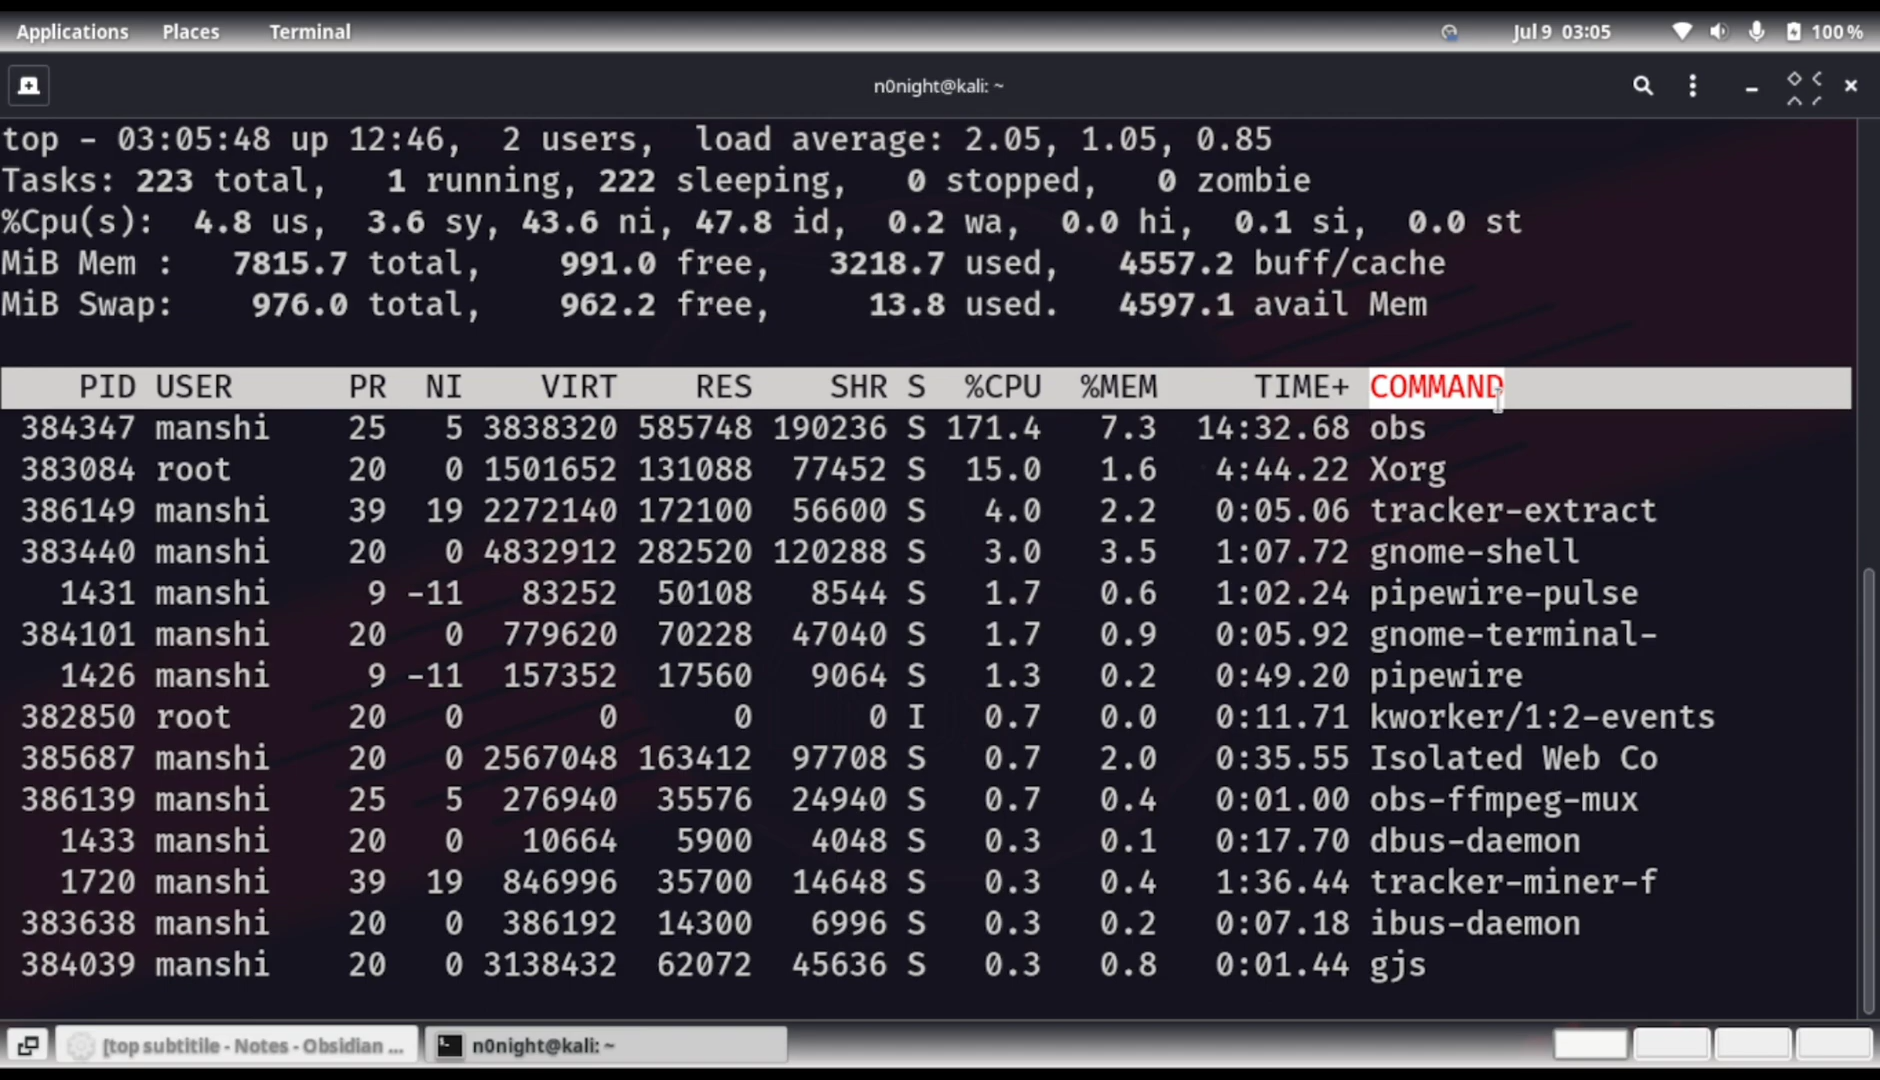 Applications Places Terminal Jul 9 03:05 100 %
n0night@kali: ~
top - 03:05:48 up 12:46, 2 users, load average: 2.05, 1.05, 0.85
Tasks: 223 total, 1 running, 222 sleeping, 0 stopped, 0 zombie
%Cpu(s): 4.8 us, 3.6 sy, 43.6 ni, 47.8 id, 0.2 wa, 0.0 hi, 0.1 si, 0.0 st
MiB Mem : 7815.7 total, 991.0 free, 3218.7 used, 4557.2 buff/cache
MiB Swap: 976.0 total, 962.2 free, 13.8 used. 4597.1 avail Mem
PID USER PR NI VIRT RES SHR S %CPU %MEM TIME+ COMMAND
384347 manshi 25 5 3838320 585748 190236 S 171.4 7.3 14:32.68 obs
383084 root 20 0 1501652 131088 77452 S 15.0 1.6 4:44.22 Xorg
386149 manshi 39 19 2272140 172100 56600 S 4.0 2.2 0:05.06 tracker-extract
383440 manshi 20 0 4832912 282520 120288 S 3.0 3.5 1:07.72 gnome-shell
1431 manshi 9 -11 83252 50108 8544 S 1.7 0.6 1:02.24 pipewire-pulse
384101 manshi 20 0 779620 70228 47040 S 1.7 0.9 0:05.92 gnome-terminal-
1426 manshi 9 -11 157352 17560 9064 S 1.3 0.2 0:49.20 pipewire
382850 root 20 0 0 0 0 I 0.7 0.0 0:11.71 kworker/1:2-events
385687 manshi 20 0 2567048 163412 97708 S 0.7 2.0 0:35.55 Isolated Web Co
386139 manshi 25 5 276940 35576 24940 S 0.7 0.4 0:01.00 obs-ffmpeg-mux
1433 manshi 20 0 10664 5900 4048 S 0.3 0.1 0:17.70 dbus-daemon
1720 manshi 39 19 846996 35700 14648 S 0.3 0.4 1:36.44 tracker-miner-f
383638 manshi 20 0 386192 14300 6996 S 0.3 0.2 0:07.18 ibus-daemon
384039 manshi 20 0 3138432 62072 45636 S 0.3 0.8 0:01.44 gjs
[top subtitile - Notes - Obsidian ... n0night@kali: ~